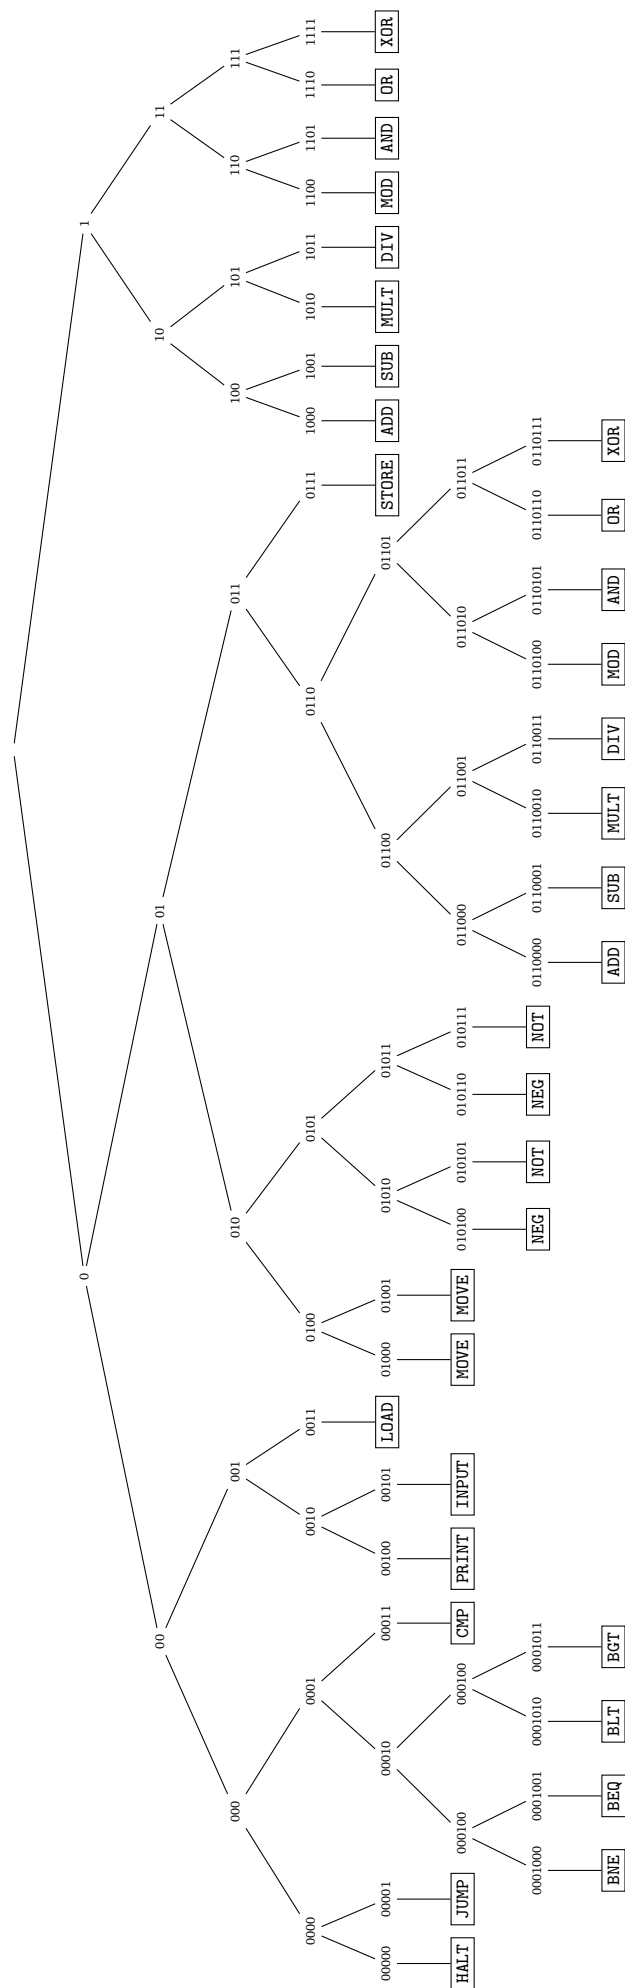 0 1
00 01 10 11
000 001 010 011 100 101 110 111
0000 0001 0010 0011 0100 0101 0110 0111 1000 1001 1010 1011 1100 1101 1110 1111
00000 00001 00010 00011 00100 00101 LOAD 01000 01001 01010 01011 01100 01101 STORE ADD SUB MULT DIV MOD AND OR XOR
HALT JUMP 000100 000100 CMP PRINT INPUT MOVE MOVE 010100 010101 010110 010111 011000 011001 011010 011011
0001000 0001001 0001010 0001011 NEG NOT NEG NOT 0110000 0110001 0110010 0110011 0110100 0110101 0110110 0110111
BNE BEQ BLT BGT ADD SUB MULT DIV MOD AND OR XOR